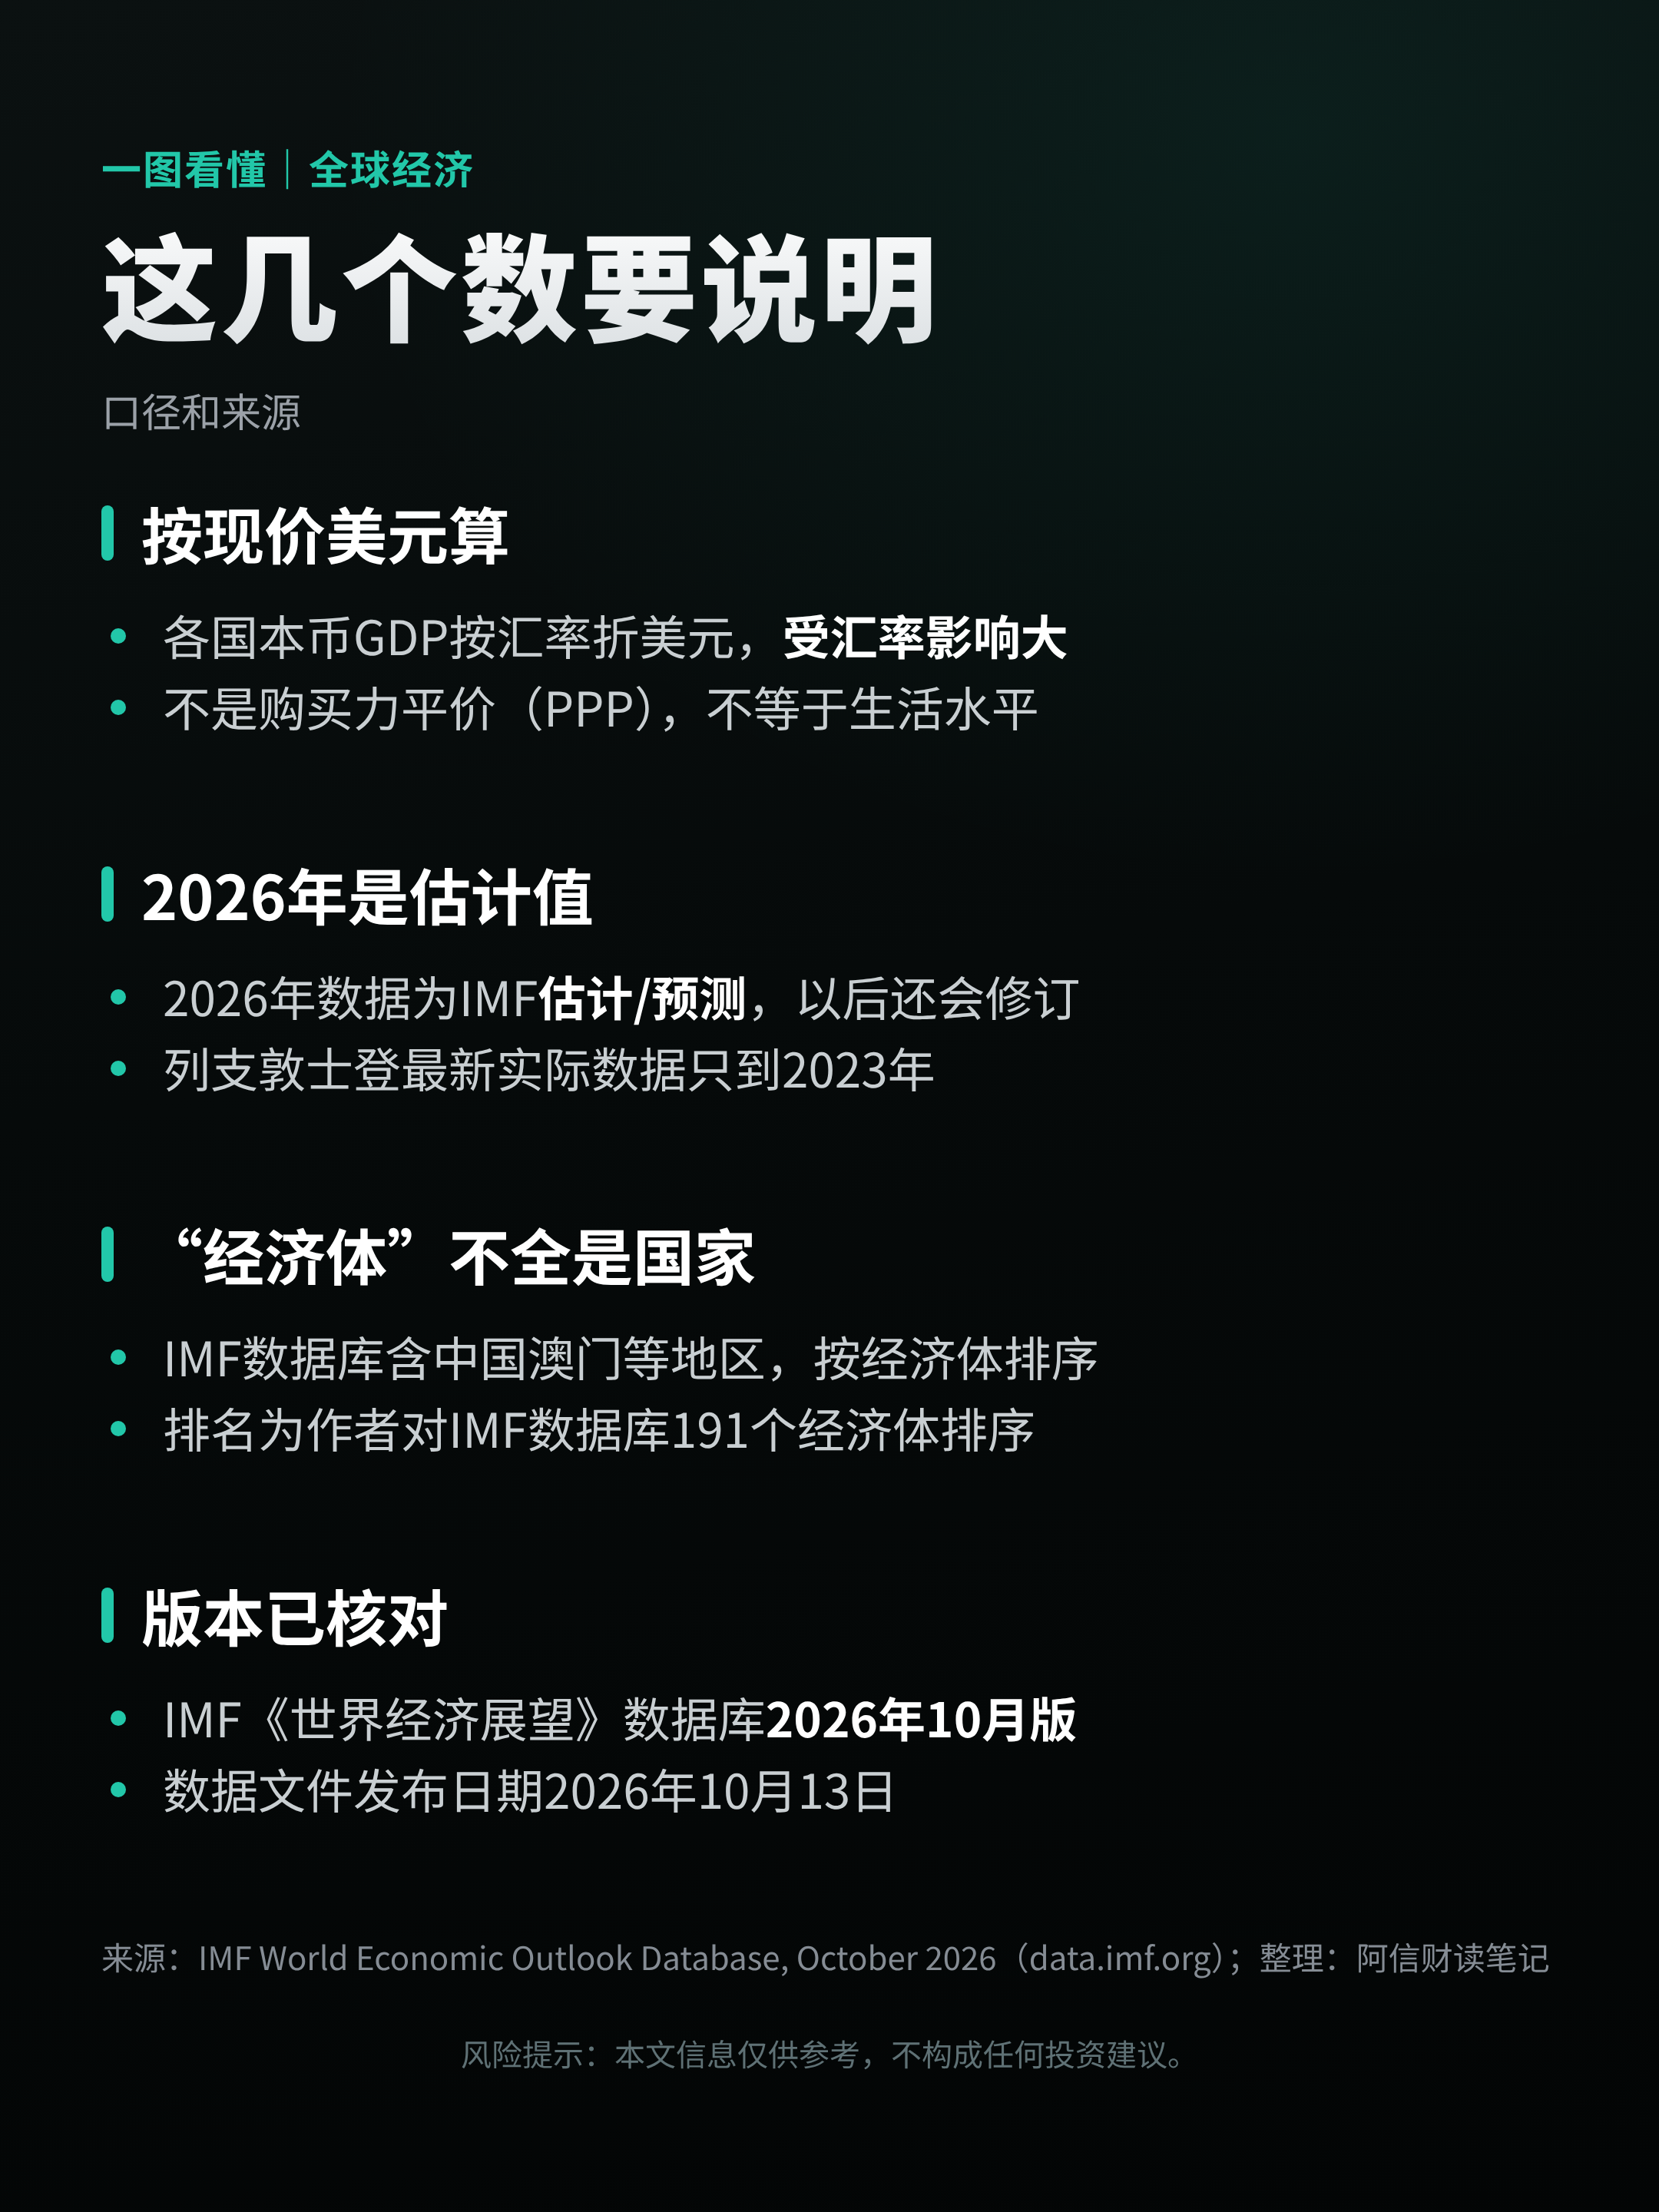 一图看懂｜全球经济
这几个数要说明
口径和来源
按现价美元算
各国本币GDP按汇率折美元，受汇率影响大
不是购买力平价（PPP），不等于生活水平
2026年是估计值
2026年数据为IMF估计/预测，以后还会修订
列支敦士登最新实际数据只到2023年
“经济体”不全是国家
IMF数据库含中国澳门等地区，按经济体排序
排名为作者对IMF数据库191个经济体排序
版本已核对
IMF《世界经济展望》数据库2026年10月版
数据文件发布日期2026年10月13日
来源：IMF World Economic Outlook Database, October 2026（data.imf.org）；整理：阿信财读笔记
风险提示：本文信息仅供参考，不构成任何投资建议。